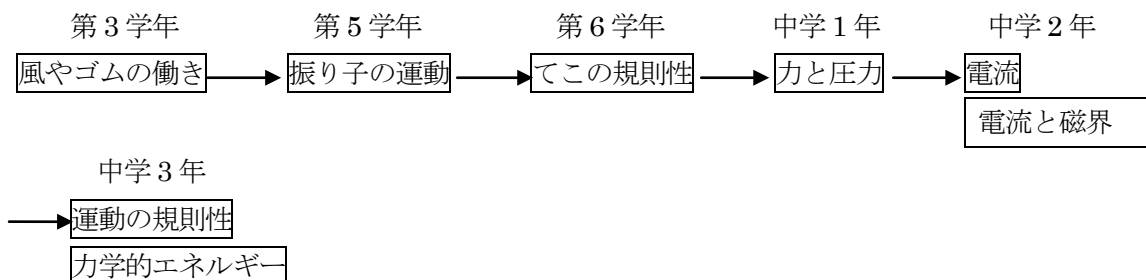 第3学年 第5学年 第6学年 中学1年 中学2年
風やゴムの働き 振り子の運動 てこの規則性 力と圧力 電流
電流と磁界
中学3年
運動の規則性
力学的エネルギー